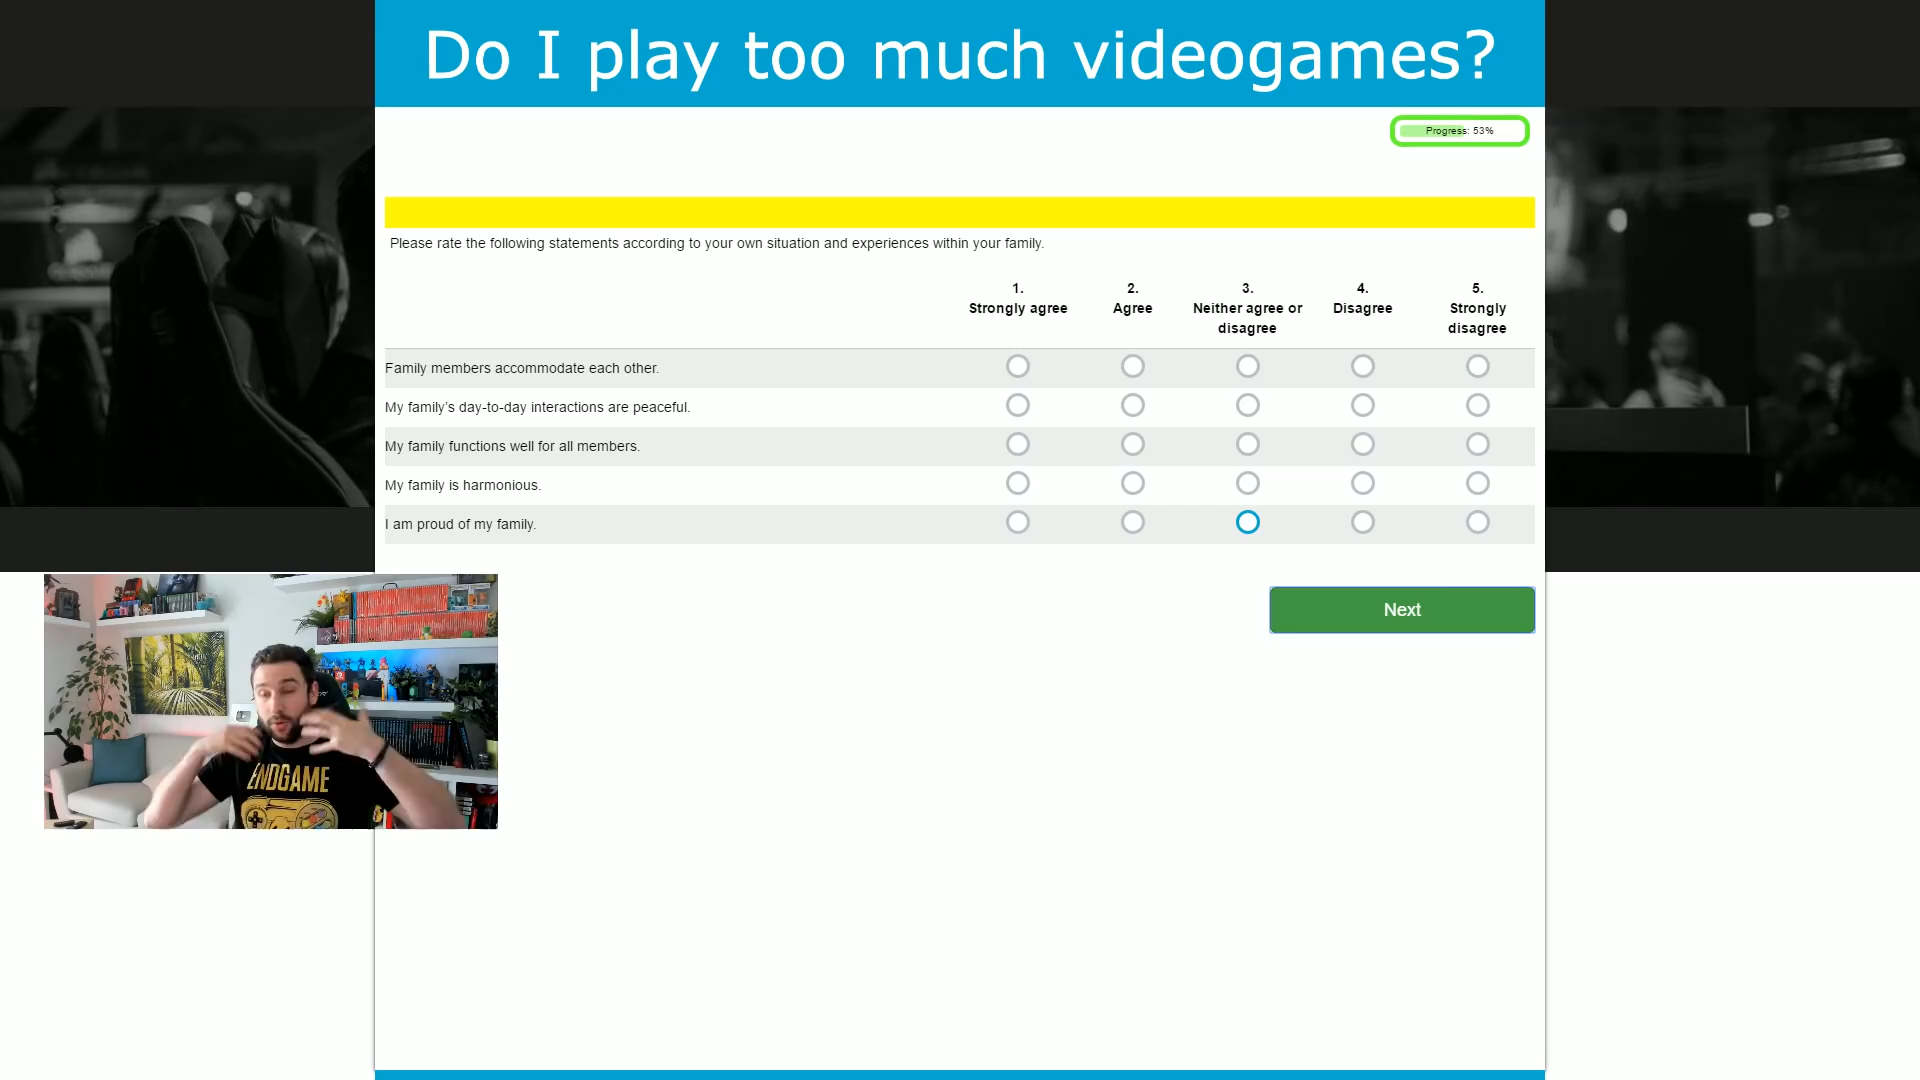 Do I play too much videogames?
Progress: 53%
Please rate the following statements according to your own situation and experiences within your family.
1. 2. 3. 4. 5.
Strongly agree Agree Neither agree or Disagree Strongly
disagree disagree
Family members accommodate each other.
My family’s day-to-day interactions are peaceful.
My family functions well for all members.
My family is harmonious.
I am proud of my family.
Next
ENDGAME